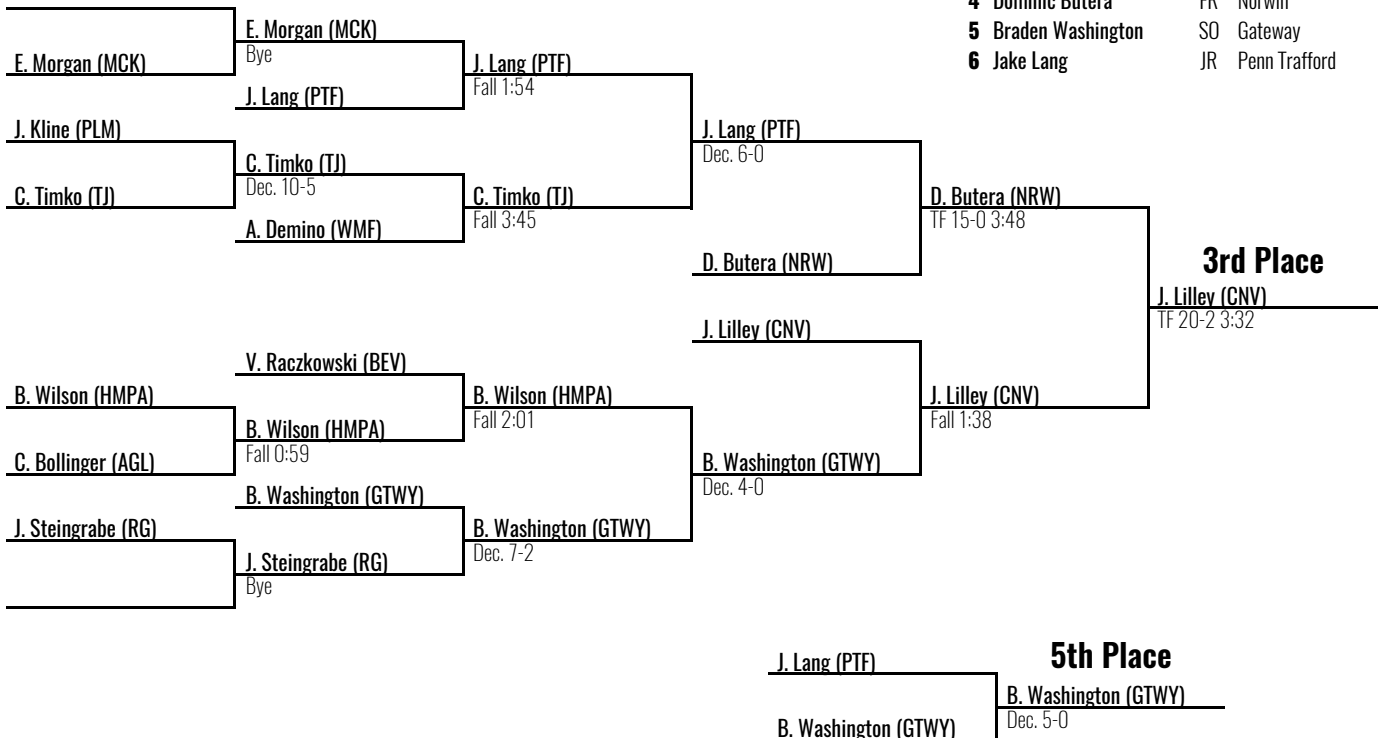 4 Dominic Butera FR Norwin
5 Braden Washington SO Gateway
6 Jake Lang JR Penn Trafford
E. Morgan (MCK)
E. Morgan (MCK)
Bye
J. Lang (PTF)
J. Lang (PTF)
Fall 1:54
J. Kline (PLM)
C. Timko (TJ)
C. Timko (TJ)
Dec. 10-5
A. Demino (WMF)
C. Timko (TJ)
Fall 3:45
J. Lang (PTF)
Dec. 6-0
D. Butera (NRW)
D. Butera (NRW)
TF 15-0 3:48
3rd Place
J. Lilley (CNV)
TF 20-2 3:32
J. Lilley (CNV)
J. Lilley (CNV)
Fall 1:38
V. Raczkowski (BEV)
B. Wilson (HMPA)
C. Bollinger (AGL)
B. Wilson (HMPA)
Fall 0:59
B. Wilson (HMPA)
Fall 2:01
B. Washington (GTWY)
Dec. 4-0
B. Washington (GTWY)
J. Steingrabe (RG)
J. Steingrabe (RG)
Bye
B. Washington (GTWY)
Dec. 7-2
5th Place
J. Lang (PTF)
B. Washington (GTWY)
B. Washington (GTWY)
Dec. 5-0